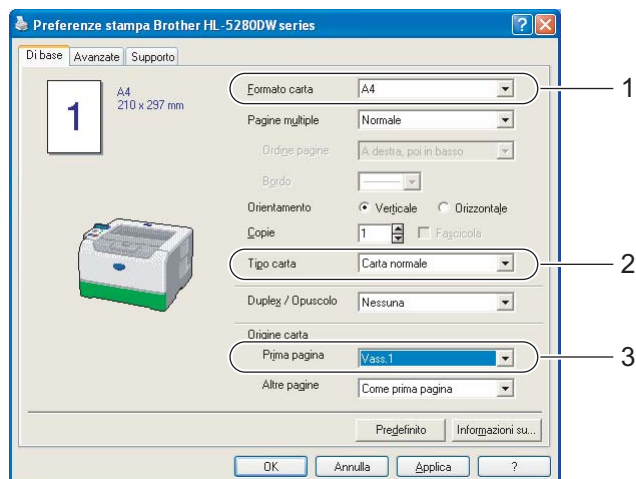 Preferenze stampa Brother HL-5280DW series
Di base Avanzate Supporto
1
A4
210 x 297 mm
Formato carta A4 1
Pagine multiple Normale
Ordine pagine A destra, poi in basso
Bordo
Orientamento Verticale Orizzontale
Copie 1 Fascicola
Tipo carta Carta normale 2
Duplex / Opuscolo Nessuna
Origine carta
Prima pagina Vass.1 3
Altre pagine Come prima pagina
Predefinito Informazioni su...
OK Annulla Applica ?